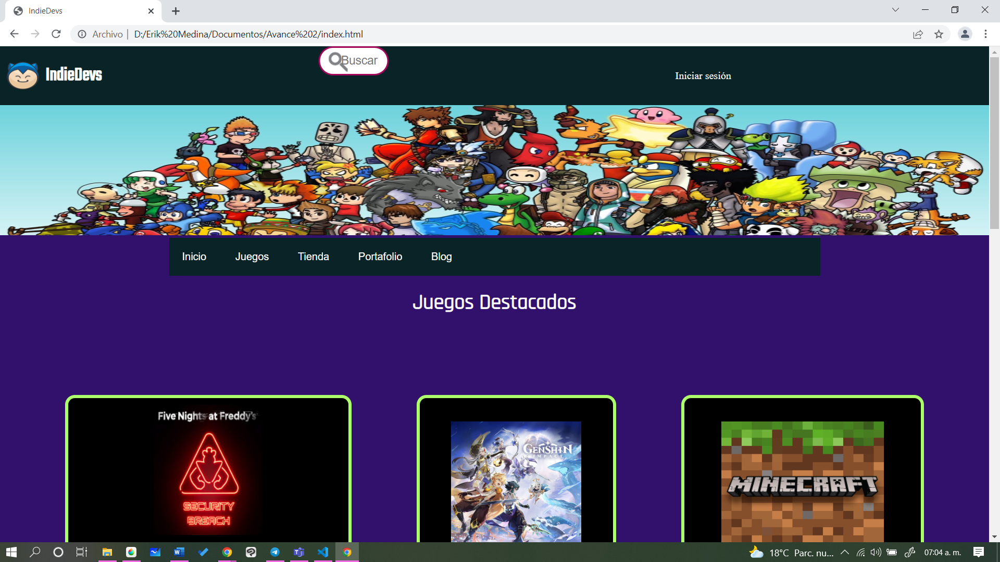 IndieDevs
Archivo | D:/Erik%20Medina/Documentos/Avance%202/index.html
IndieDevs
Buscar
Iniciar sesión
?
Inicio Juegos Tienda Portafolio Blog
Juegos Destacados
Five Nights at Freddy's
SECURITY
BREACH
GENSHIN
IMPACT
MINECRAFT
18°C Parc. nu... 07:04 a. m.